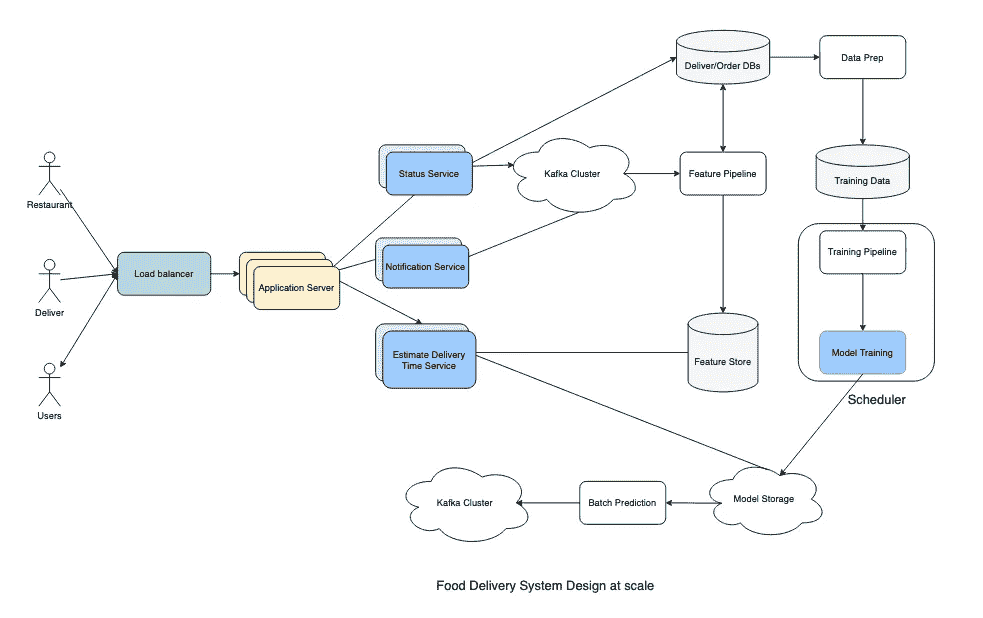 Deliver/Order DBs
Data Prep
Status Service
Kafka Cluster
Feature Pipeline
Training Data
Restaurant
Load balancer
Application Server
Notification Service
Training Pipeline
Deliver
Estimate Delivery
Time Service
Feature Store
Model Training
Scheduler
Users
Kafka Cluster
Batch Prediction
Model Storage
Food Delivery System Design at scale